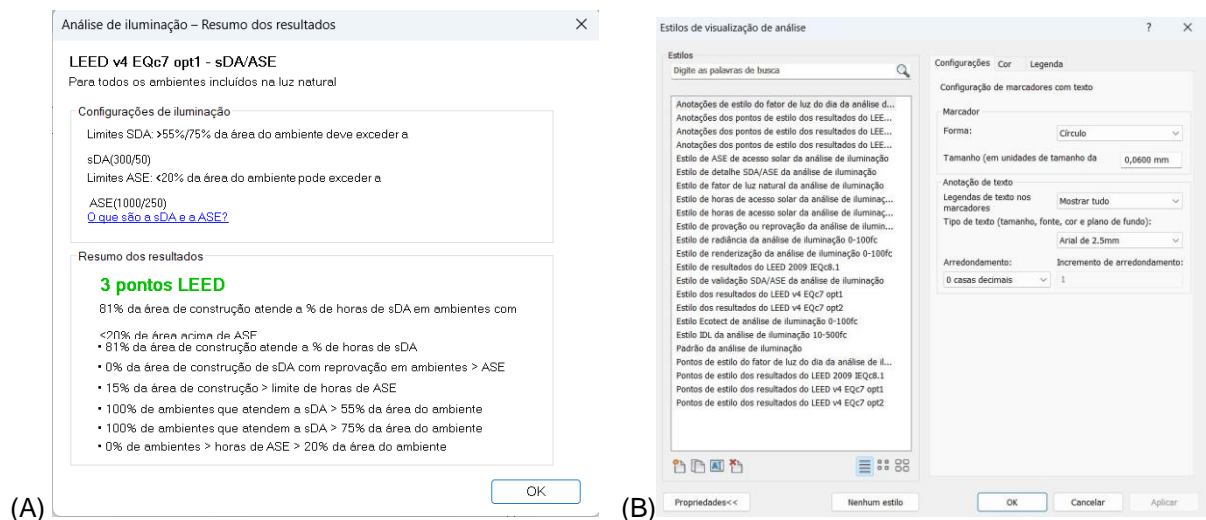 Análise de iluminação – Resumo dos resultados
LEED v4 EQc7 opt1 - sDA/ASE
Para todos os ambientes incluídos na luz natural
Configurações de iluminação
Limites SDA: >55%/75% da área do ambiente deve exceder a
sDA(300/50)
Limites ASE: <20% da área do ambiente pode exceder a
ASE(1000/250)
O que são a sDA e a ASE?
Resumo dos resultados
3 pontos LEED
81% da área de construção atende a % de horas de sDA em ambientes com
<20% de área acima de ASE
• 81% da área de construção atende a % de horas de sDA
• 0% da área de construção de sDA com reprovação em ambientes > ASE
• 15% da área de construção > limite de horas de ASE
• 100% de ambientes que atendem a sDA > 55% da área do ambiente
• 100% de ambientes que atendem a sDA > 75% da área do ambiente
• 0% de ambientes > horas de ASE > 20% da área do ambiente
OK
(A)
Estilos de visualização de análise
?
Estilos
Digite as palavras de busca
Anotações de estilo do fator de luz do dia da análise d...
Anotações dos pontos de estilo dos resultados do LEE...
Anotações dos pontos de estilo dos resultados do LEE...
Anotações dos pontos de estilo dos resultados do LEE...
Estilo de ASE de acesso solar da análise de iluminação
Estilo de detalhe SDA/ASE da análise de iluminação
Estilo de fator de luz natural da análise de iluminação
Estilo de horas de acesso solar da análise de iluminaç...
Estilo de horas de acesso solar da análise de iluminaç...
Estilo de provação ou reprovação da análise de ilumin...
Estilo de radiância da análise de iluminação 0-100fc
Estilo de renderização da análise de iluminação 0-100fc
Estilo de resultados do LEED 2009 IEQc8.1
Estilo de validação SDA/ASE da análise de iluminação
Estilo dos resultados do LEED v4 EQc7 opt1
Estilo dos resultados do LEED v4 EQc7 opt2
Estilo Ecotect de análise de iluminação 0-100fc
Estilo IDL da análise de iluminação 10-500fc
Padrão da análise de iluminação
Pontos de estilo do fator de luz do dia da análise de il...
Pontos de estilo dos resultados do LEED 2009 IEQc8.1
Pontos de estilo dos resultados do LEED v4 EQc7 opt1
Pontos de estilo dos resultados do LEED v4 EQc7 opt2
Propriedades<<
Nenhum estilo
Configurações Cor Legenda
Configuração de marcadores com texto
Marcador
Forma:
Círculo
Tamanho (em unidades de tamanho da
0,0600 mm
Anotação de texto
Legendas de texto nos
marcadores
Mostrar tudo
Tipo de texto (tamanho, fonte, cor e plano de fundo):
Arial de 2.5mm
Arredondamento:
Incremento de arredondamento:
0 casas decimais
1
OK
Cancelar
Aplicar
(B)